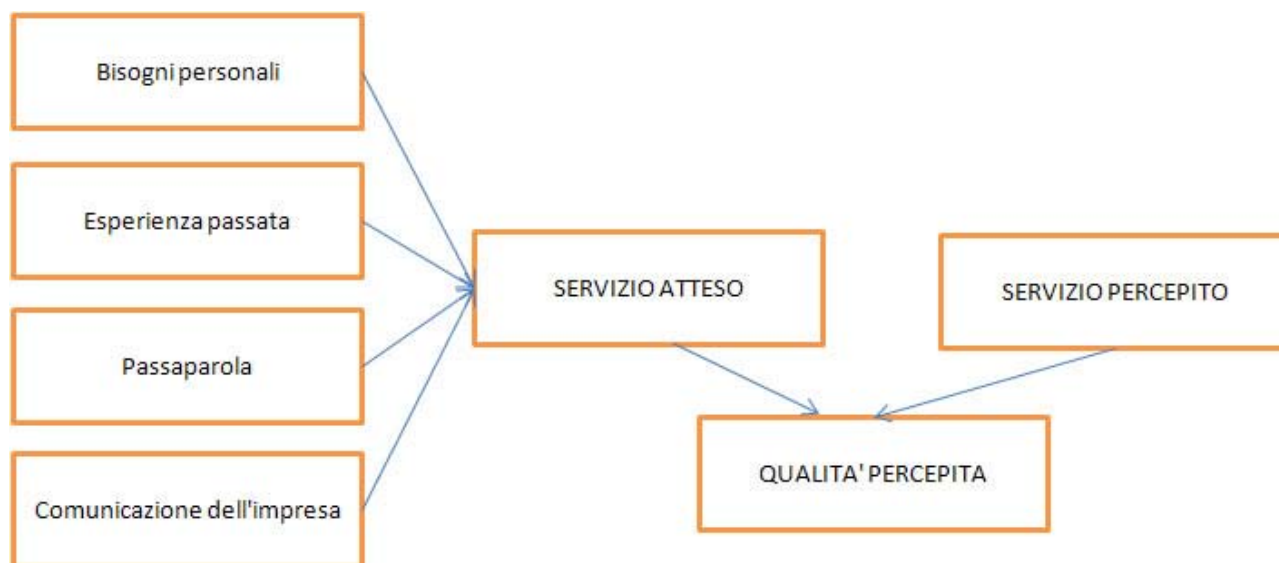 Bisogni personali
Esperienza passata
SERVIZIO ATTESO
SERVIZIO PERCEPITO
Passaparola
QUALITA' PERCEPITA
Comunicazione dell'impresa